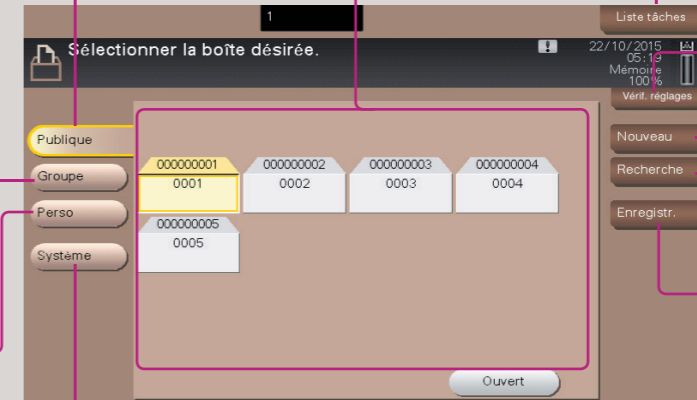 1
Liste tâches
Sélectionner la boîte désirée.
22/10/2015
05:19
Mémoire
100%
Vérif. réglages
Publique
Groupe
Perso
Système
000000001
0001
000000002
0002
000000003
0003
000000004
0004
000000005
0005
Nouveau
Recherche
Enregistr.
Ouvert